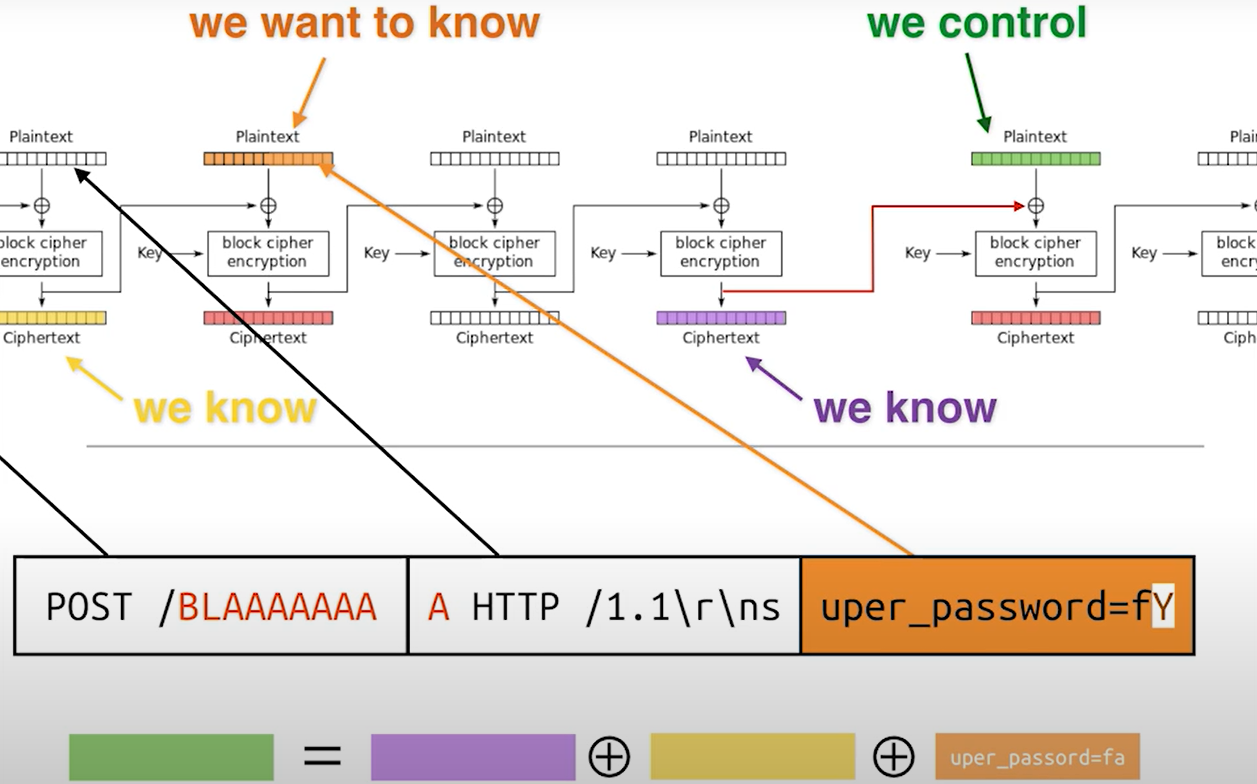 we want to know
we control
Plaintext Plaintext Plaintext Plaintext Plaintext Plai
block cipher
encryption
Key
block cipher
encryption
Key
block cipher
encryption
Key
block cipher
encryption
Key
block cipher
encryption
Key
block
ency
Ciphertext Ciphertext Ciphertext Ciphertext Ciphertext Ciph
we know
we know
POST /BLAAAAAAA A HTTP /1.1\r\ns uper_password=fY
= ⊕ ⊕ uper_passord=fa